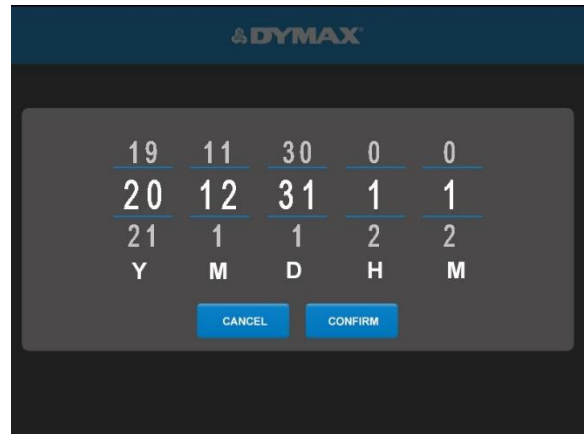 DYMAX
19 11 30 0 0
20 12 31 1 1
21 1 1 2 2
Y M D H M
CANCEL CONFIRM